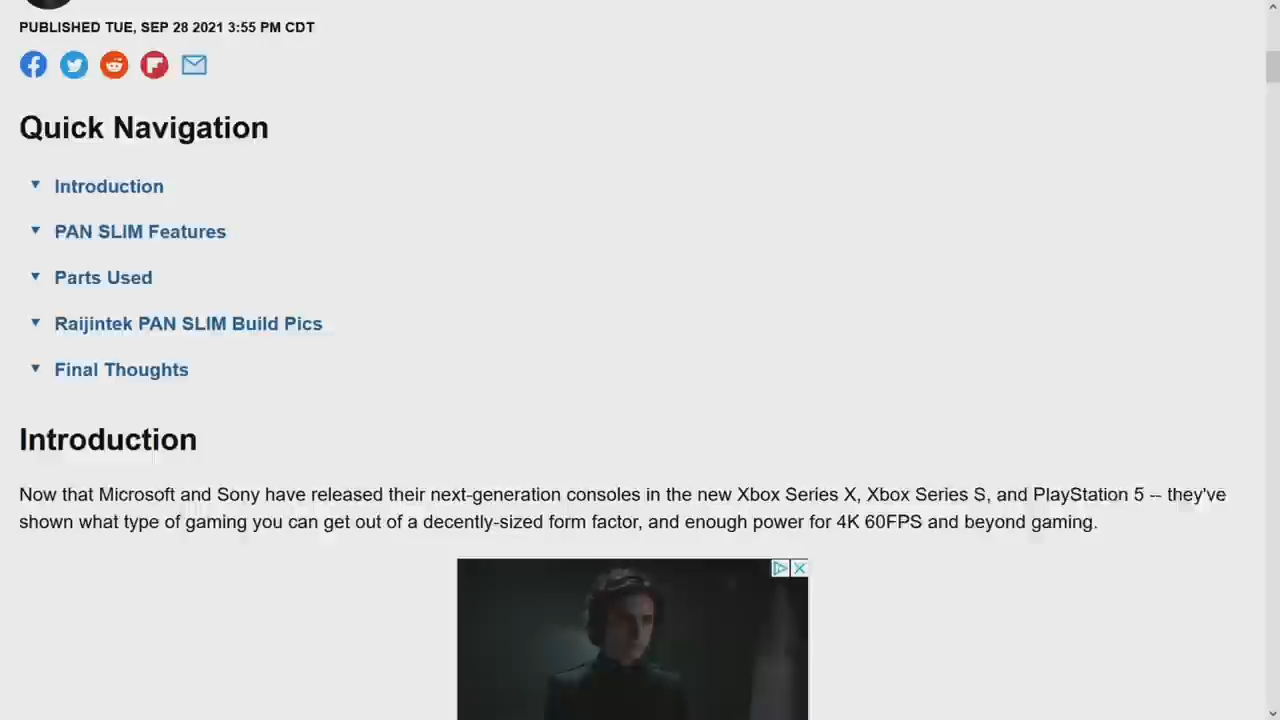 PUBLISHED TUE, SEP 28 2021 3:55 PM CDT
Quick Navigation
Introduction
PAN SLIM Features
Parts Used
Raijintek PAN SLIM Build Pics
Final Thoughts
Introduction
Now that Microsoft and Sony have released their next-generation consoles in the new Xbox Series X, Xbox Series S, and PlayStation 5 -- they've
shown what type of gaming you can get out of a decently-sized form factor, and enough power for 4K 60FPS and beyond gaming.